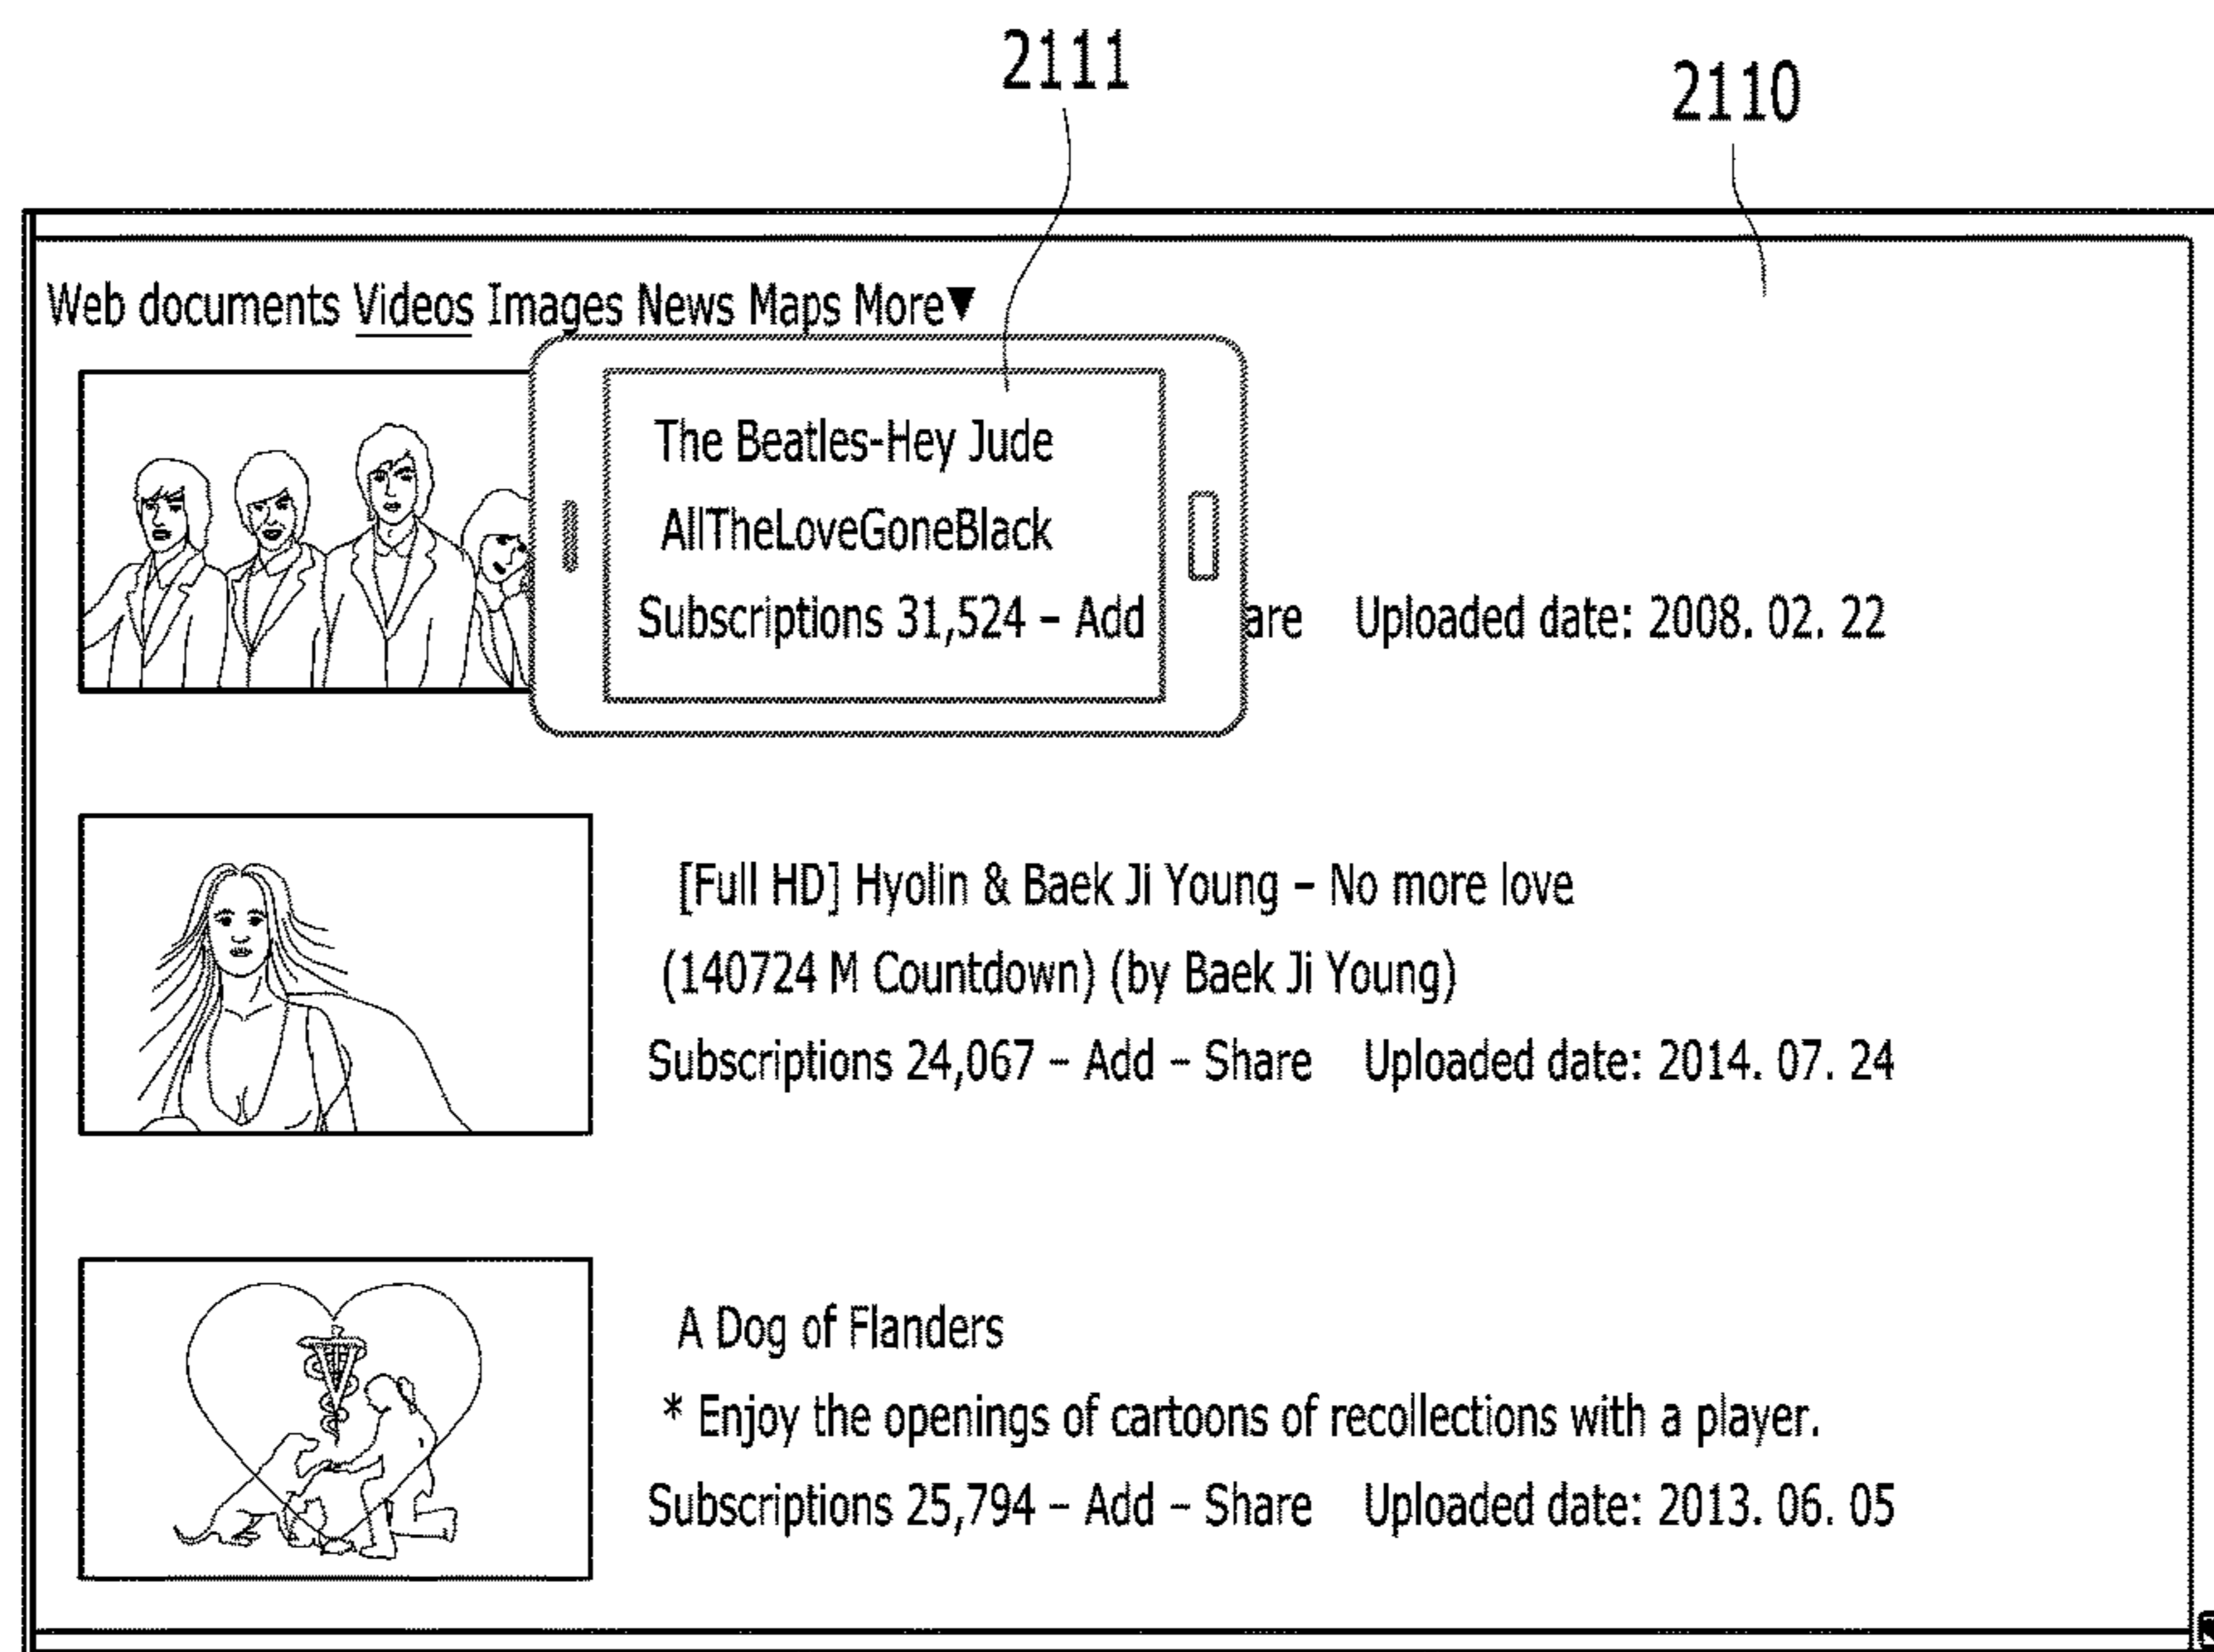 2111
2110
Web documents Videos Images News Maps More▼
The Beatles-Hey Jude
AllTheLoveGoneBlack
Subscriptions 31,524 – Add are Uploaded date: 2008. 02. 22
[Full HD] Hyolin & Baek Ji Young – No more love
(140724 M Countdown) (by Baek Ji Young)
Subscriptions 24,067 – Add – Share Uploaded date: 2014. 07. 24
A Dog of Flanders
* Enjoy the openings of cartoons of recollections with a player.
Subscriptions 25,794 – Add – Share Uploaded date: 2013. 06. 05